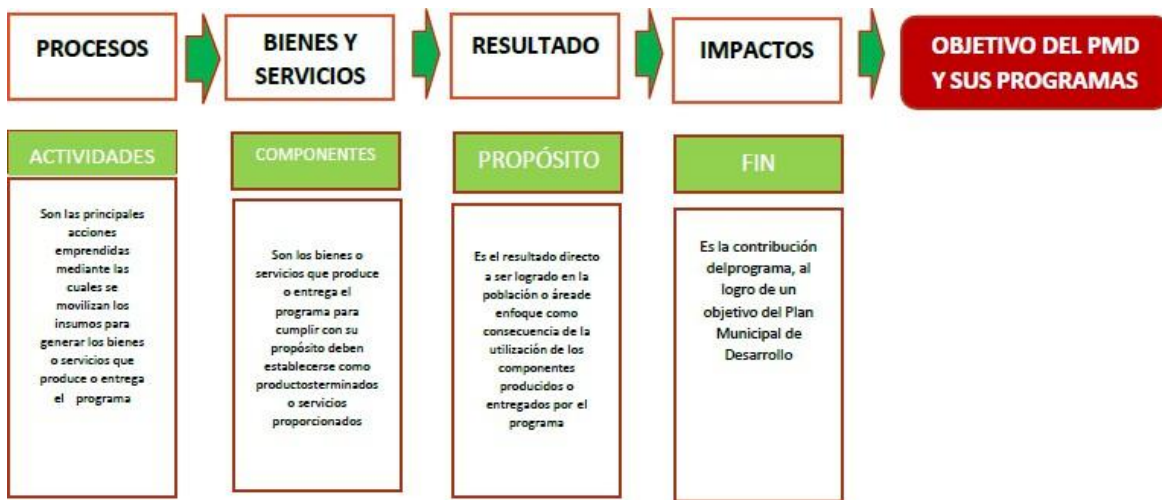 PROCESOS
BIENES Y
SERVICIOS
RESULTADO
IMPACTOS
OBJETIVO DEL PMD
Y SUS PROGRAMAS
ACTIVIDADES
Son las principales
acciones
emprendidas
mediante las
cuales se
movilizan los
insumos para
generar los bienes
o servicios que
produce o entrega
el programa
COMPONENTES
Son los bienes o
servicios que produce
o entrega el
programa para
cumplir con su
propósito deben
establecerse como
productosterminados
o servicios
proporcionados
PROPÓSITO
Es el resultado directo
a ser logrado en la
población o áreade
enfoque como
consecuencia de la
utilización de los
componentes
producidos o
entregados por el
programa
FIN
Es la contribución
delprograma, al
logro de un
objetivo del Plan
Municipal de
Desarrollo